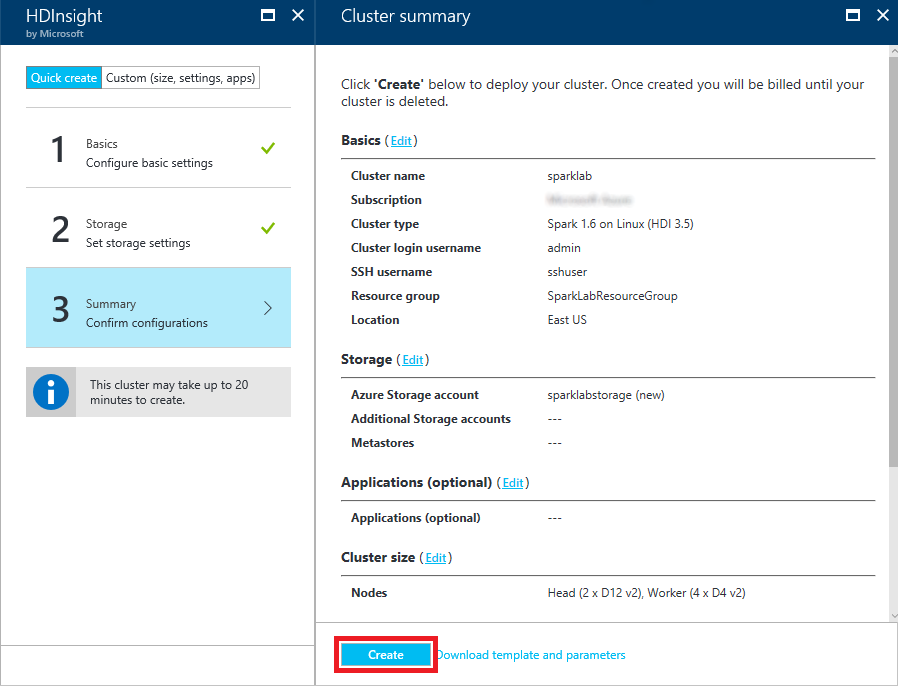 HDInsight
by Microsoft
Quick create
Custom (size, settings, apps)
1
Basics
Configure basic settings
2
Storage
Set storage settings
3
Summary
Confirm configurations
This cluster may take up to 20
minutes to create.
Cluster summary
Click 'Create' below to deploy your cluster. Once created you will be billed until your
cluster is deleted.
Basics (Edit)
Cluster name sparklab
Subscription
Cluster type Spark 1.6 on Linux (HDI 3.5)
Cluster login username admin
SSH username sshuser
Resource group SparkLabResourceGroup
Location East US
Storage (Edit)
Azure Storage account sparklabstorage (new)
Additional Storage accounts ---
Metastores ---
Applications (optional) (Edit)
Applications (optional) ---
Cluster size (Edit)
Nodes Head (2 x D12 v2), Worker (4 x D4 v2)
Create
Download template and parameters